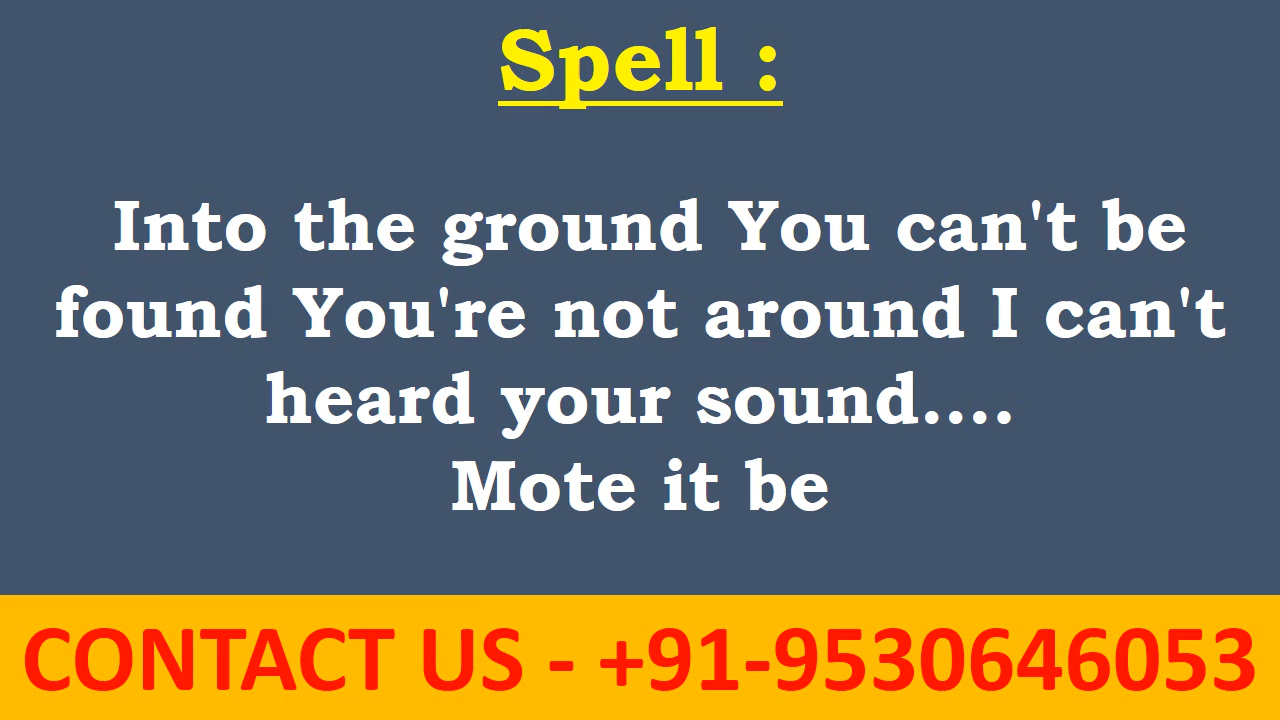 Spell :
Into the ground You can't be
found You're not around I can't
heard your sound....
Mote it be
CONTACT US - +91-9530646053